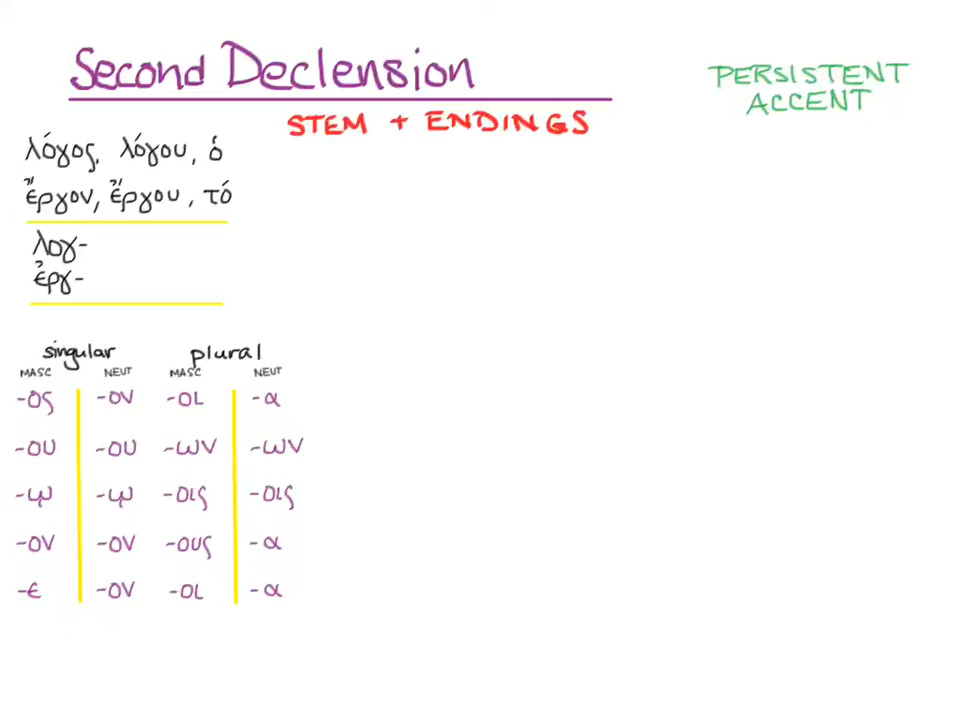 Second Declension
PERSISTENT
ACCENT
STEM + ENDINGS
λόγος, λόγου, ὁ
ἔργον, ἔργου, τό
λογ-
ἐργ-
singular plural
MASC NEUT MASC NEUT
-ος -ον -οι -α
-ου -ου -ων -ων
-ῳ -ῳ -οις -οις
-ον -ον -ους -α
-ε -ον -οι -α